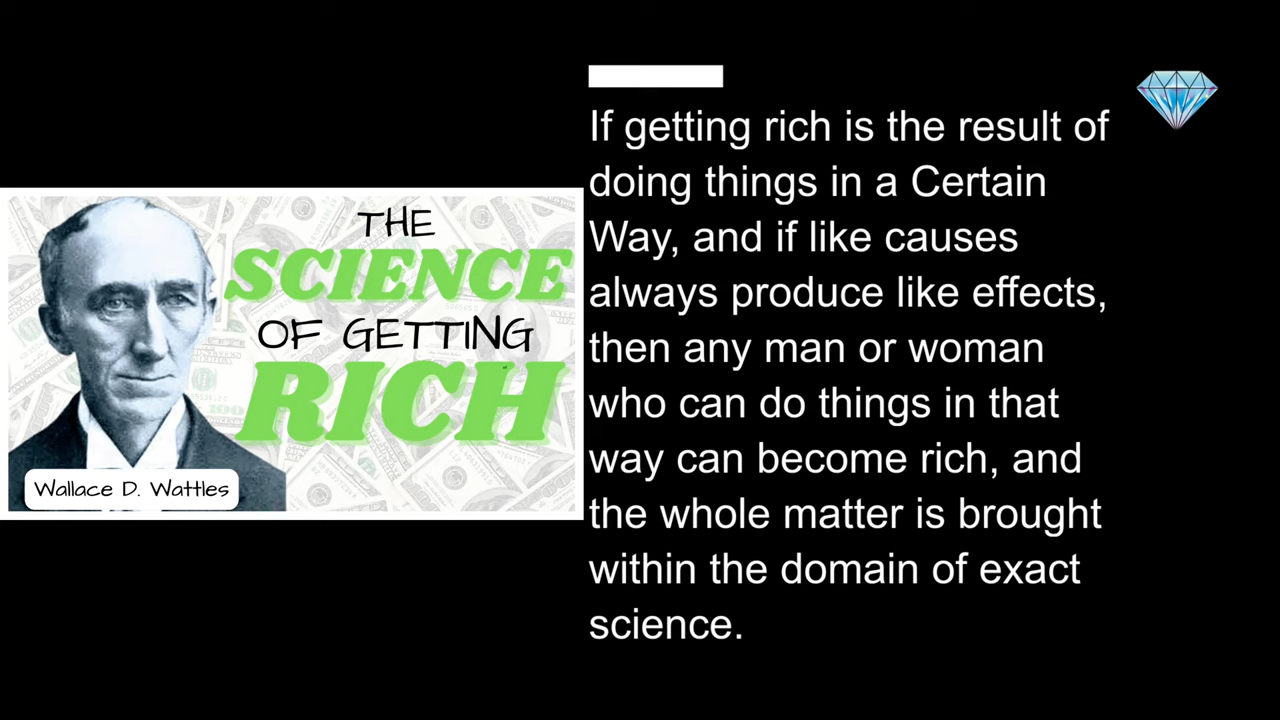 THE
SCIENCE
OF GETTING
RICH
Wallace D. Wattles
If getting rich is the result of
doing things in a Certain
Way, and if like causes
always produce like effects,
then any man or woman
who can do things in that
way can become rich, and
the whole matter is brought
within the domain of exact
science.